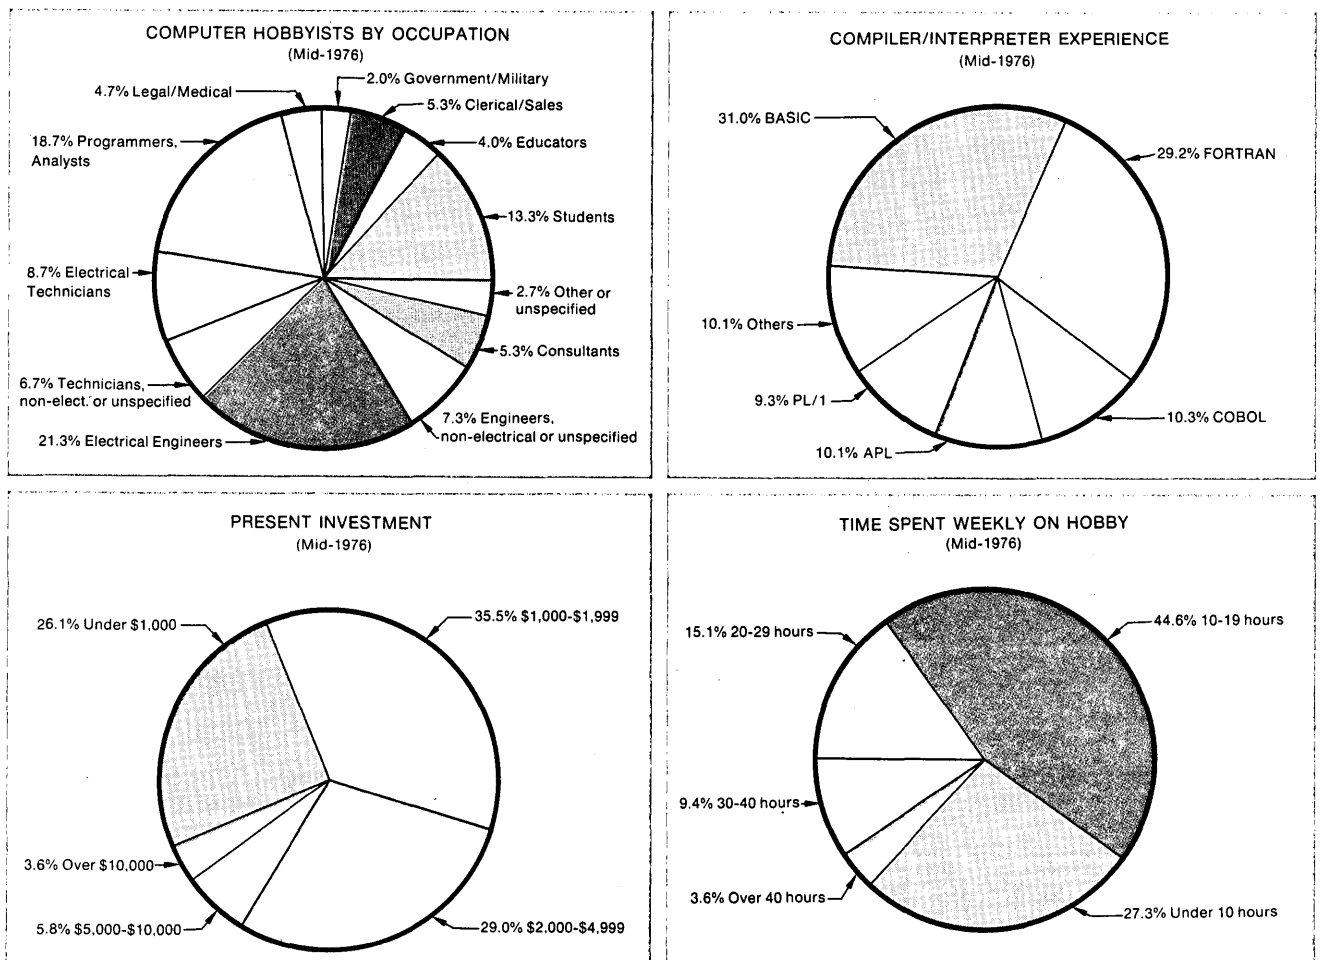 COMPUTER HOBBYISTS BY OCCUPATION
(Mid-1976)
2.0% Government/Military
4.7% Legal/Medical
5.3% Clerical/Sales
18.7% Programmers,
Analysts
4.0% Educators
13.3% Students
8.7% Electrical
Technicians
2.7% Other or
unspecified
5.3% Consultants
6.7% Technicians,
non-elect. or unspecified
7.3% Engineers,
non-electrical or unspecified
21.3% Electrical Engineers
COMPILER/INTERPRETER EXPERIENCE
(Mid-1976)
31.0% BASIC
29.2% FORTRAN
10.1% Others
9.3% PL/1
10.3% COBOL
10.1% APL
PRESENT INVESTMENT
(Mid-1976)
35.5% $1,000-$1,999
26.1% Under $1,000
3.6% Over $10,000
5.8% $5,000-$10,000
29.0% $2,000-$4,999
TIME SPENT WEEKLY ON HOBBY
(Mid-1976)
44.6% 10-19 hours
15.1% 20-29 hours
9.4% 30-40 hours
3.6% Over 40 hours
27.3% Under 10 hours